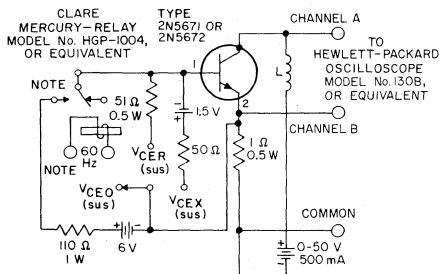 CLARE
MERCURY-RELAY
MODEL No. HGP-1004,
OR EQUIVALENT
TYPE
2N5671 OR
2N5672
CHANNEL A
TO
HEWLETT-PACKARD
OSCILLOSCOPE
MODEL No. 130B,
OR EQUIVALENT
NOTE
1
L
51 Ω
0.5 W
1.5 V
2
CHANNEL B
60
Hz
NOTE
VCER
(sus)
50 Ω
1 Ω
0.5 W
VCEO
(sus)
VCEX
(sus)
COMMON
110 Ω
1 W
+ -
6 V
+
-
0-50 V
500 mA